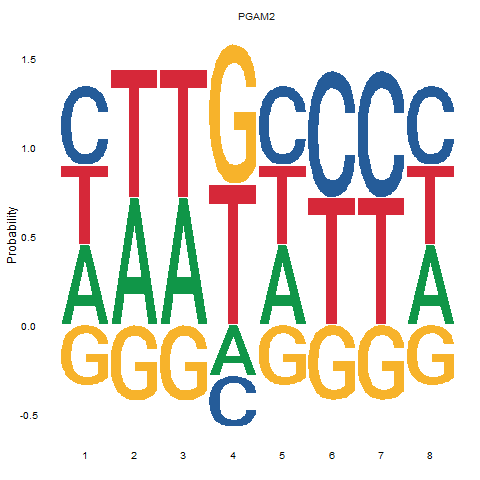 PGAM2
Probability
1.5
1.0
0.5
0.0
-0.5
C T T G C C C C
T T T T T
A A A A A
G G G A G G G G
C
1 2 3 4 5 6 7 8